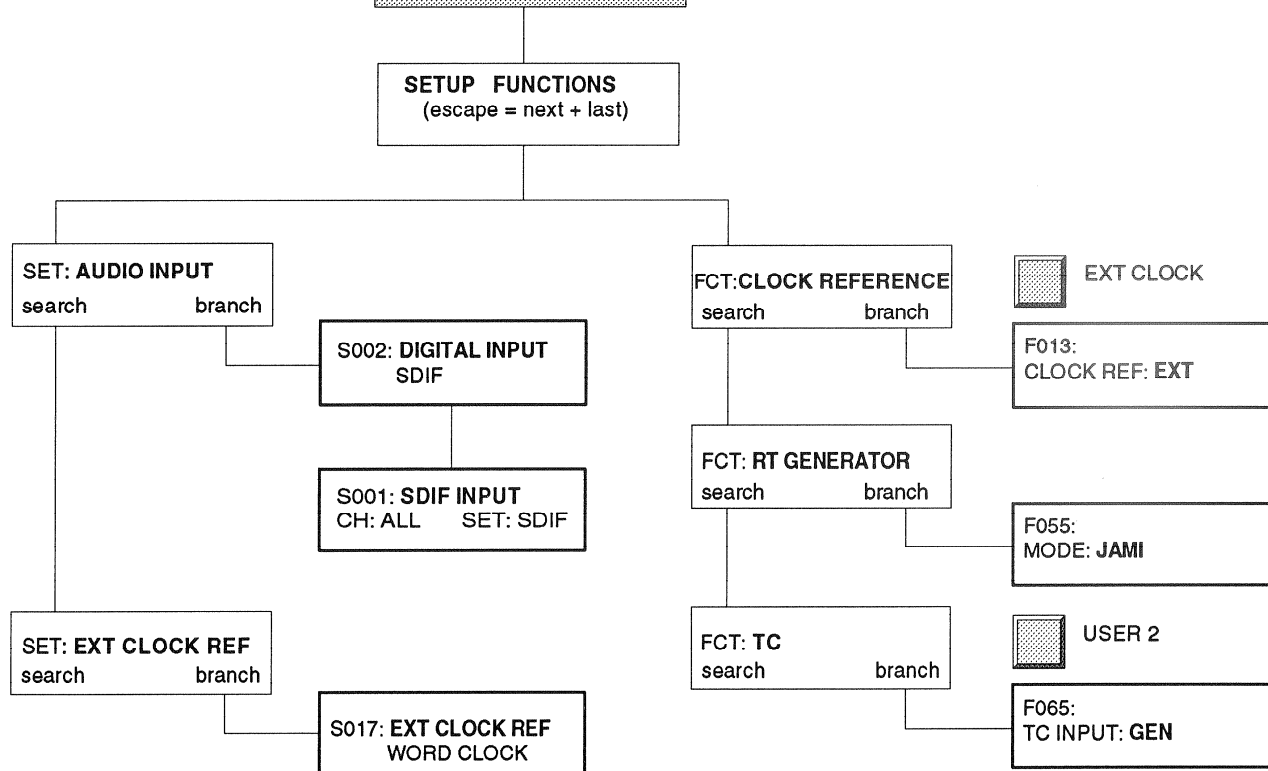 SETUP FUNCTIONS
(escape = next + last)
SET: AUDIO INPUT
search branch
S002: DIGITAL INPUT
SDIF
S001: SDIF INPUT
CH: ALL SET: SDIF
SET: EXT CLOCK REF
search branch
S017: EXT CLOCK REF
WORD CLOCK
FCT:CLOCK REFERENCE
search branch
EXT CLOCK
F013:
CLOCK REF: EXT
FCT: RT GENERATOR
search branch
F055:
MODE: JAMI
FCT: TC
search branch
USER 2
F065:
TC INPUT: GEN